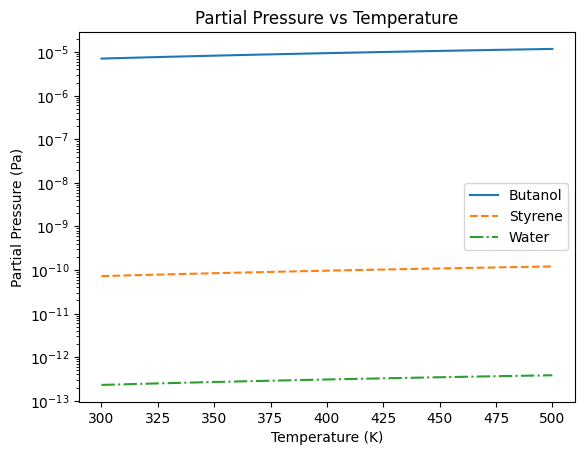 Partial Pressure vs Temperature
Partial Pressure (Pa)
10⁻⁵
10⁻⁶
10⁻⁷
10⁻⁸
10⁻⁹
10⁻¹⁰
10⁻¹¹
10⁻¹²
10⁻¹³
Butanol
Styrene
Water
300 325 350 375 400 425 450 475 500
Temperature (K)